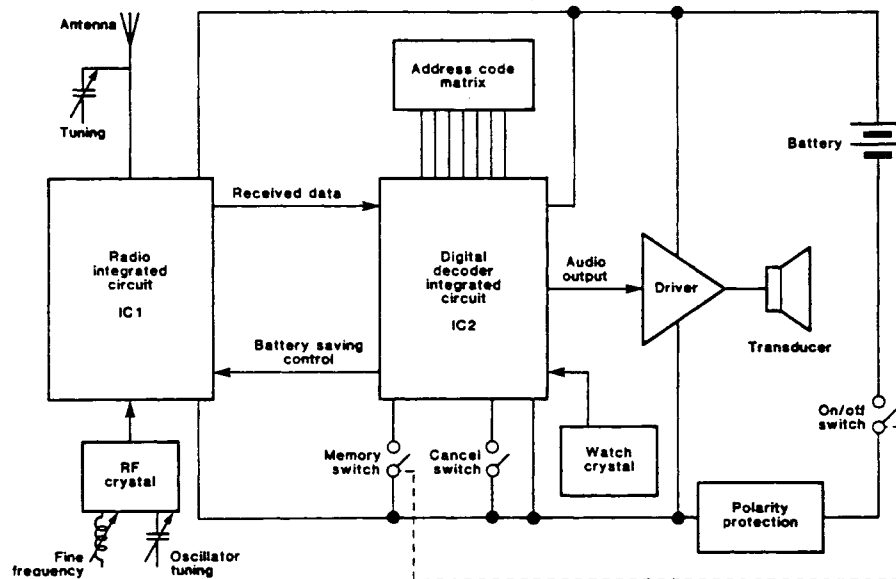 Antenna
Tuning
Address code
matrix
Battery
Received data
Radio
integrated
circuit
IC1
Digital
decoder
integrated
circuit
IC2
Audio
output
Driver
Transducer
Battery saving
control
On/off
switch
Memory
switch
Cancel
switch
Watch
crystal
RF
crystal
Polarity
protection
Fine
frequency
Oscillator
tuning